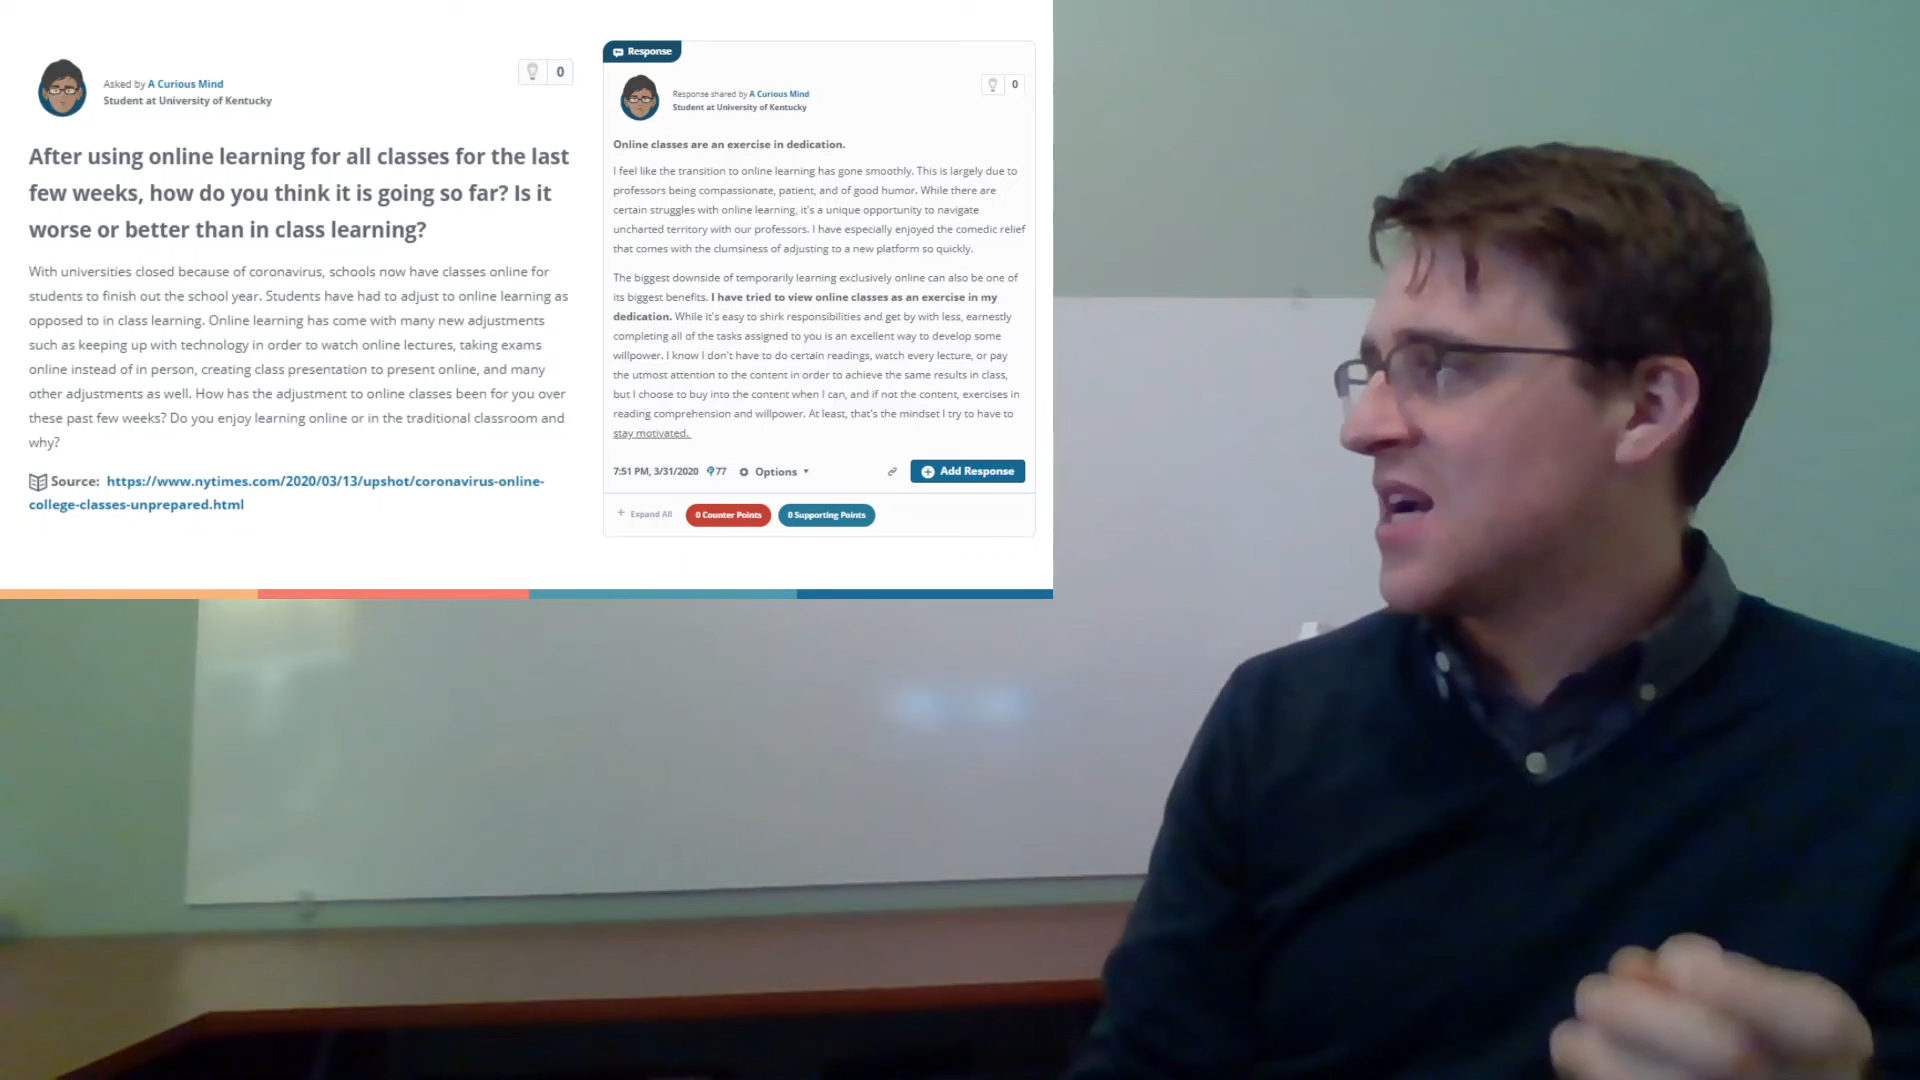 Asked by A Curious Mind
Student at University of Kentucky
0
After using online learning for all classes for the last
few weeks, how do you think it is going so far? Is it
worse or better than in class learning?
With universities closed because of coronavirus, schools now have classes online for
students to finish out the school year. Students have had to adjust to online learning as
opposed to in class learning. Online learning has come with many new adjustments
such as keeping up with technology in order to watch online lectures, taking exams
online instead of in person, creating class presentation to present online, and many
other adjustments as well. How has the adjustment to online classes been for you over
these past few weeks? Do you enjoy learning online or in the traditional classroom and
why?
Source: https://www.nytimes.com/2020/03/13/upshot/coronavirus-online-
college-classes-unprepared.html
Response
Response shared by A Curious Mind
Student at University of Kentucky
0
Online classes are an exercise in dedication.
I feel like the transition to online learning has gone smoothly. This is largely due to
professors being compassionate, patient, and of good humor. While there are
certain struggles with online learning, it's a unique opportunity to navigate
uncharted territory with our professors. I have especially enjoyed the comedic relief
that comes with the clumsiness of adjusting to a new platform so quickly.
The biggest downside of temporarily learning exclusively online can also be one of
its biggest benefits. I have tried to view online classes as an exercise in my
dedication. While it's easy to shirk responsibilities and get by with less, earnestly
completing all of the tasks assigned to you is an excellent way to develop some
willpower. I know I don't have to do certain readings, watch every lecture, or pay
the utmost attention to the content in order to achieve the same results in class,
but I choose to buy into the content when I can, and if not the content, exercises in
reading comprehension and willpower. At least, that's the mindset I try to have to
stay motivated.
7:51 PM, 3/31/2020 77 Options Add Response
+ Expand All 0 Counter Points 0 Supporting Points